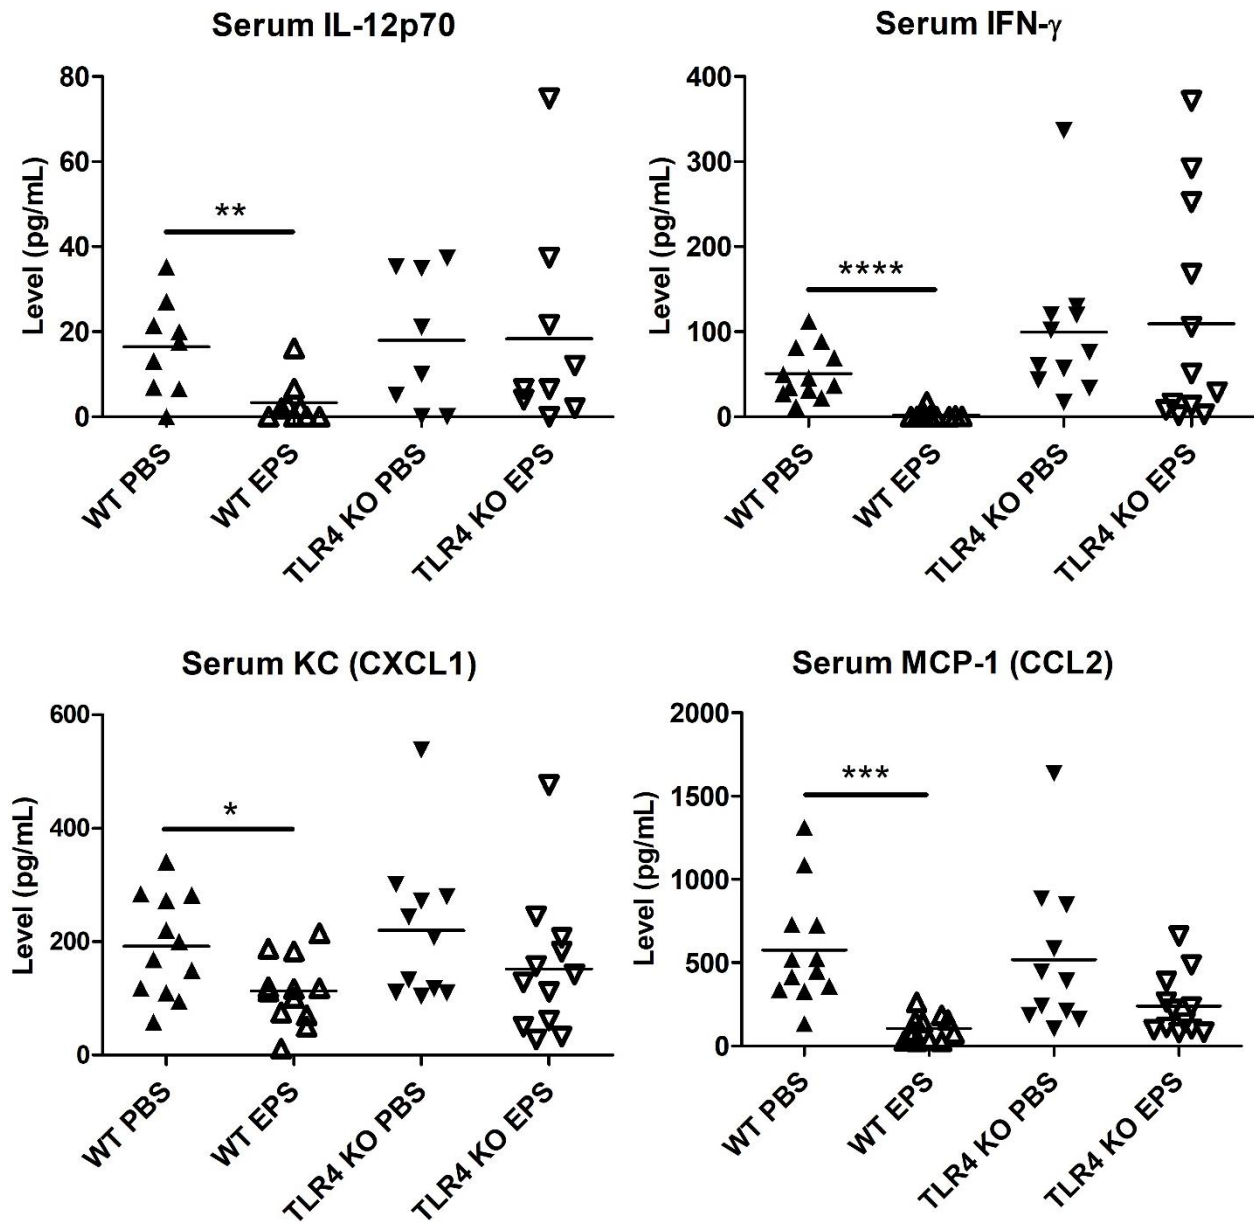 Serum IL-12p70
Level (pg/mL)
80
60
40
20
0
**
WT PBS
WT EPS
TLR4 KO PBS
TLR4 KO EPS
Serum IFN-γ
Level (pg/mL)
400
300
200
100
0
****
WT PBS
WT EPS
TLR4 KO PBS
TLR4 KO EPS
Serum KC (CXCL1)
Level (pg/mL)
600
400
200
0
*
WT PBS
WT EPS
TLR4 KO PBS
TLR4 KO EPS
Serum MCP-1 (CCL2)
Level (pg/mL)
2000
1500
1000
500
0
***
WT PBS
WT EPS
TLR4 KO PBS
TLR4 KO EPS